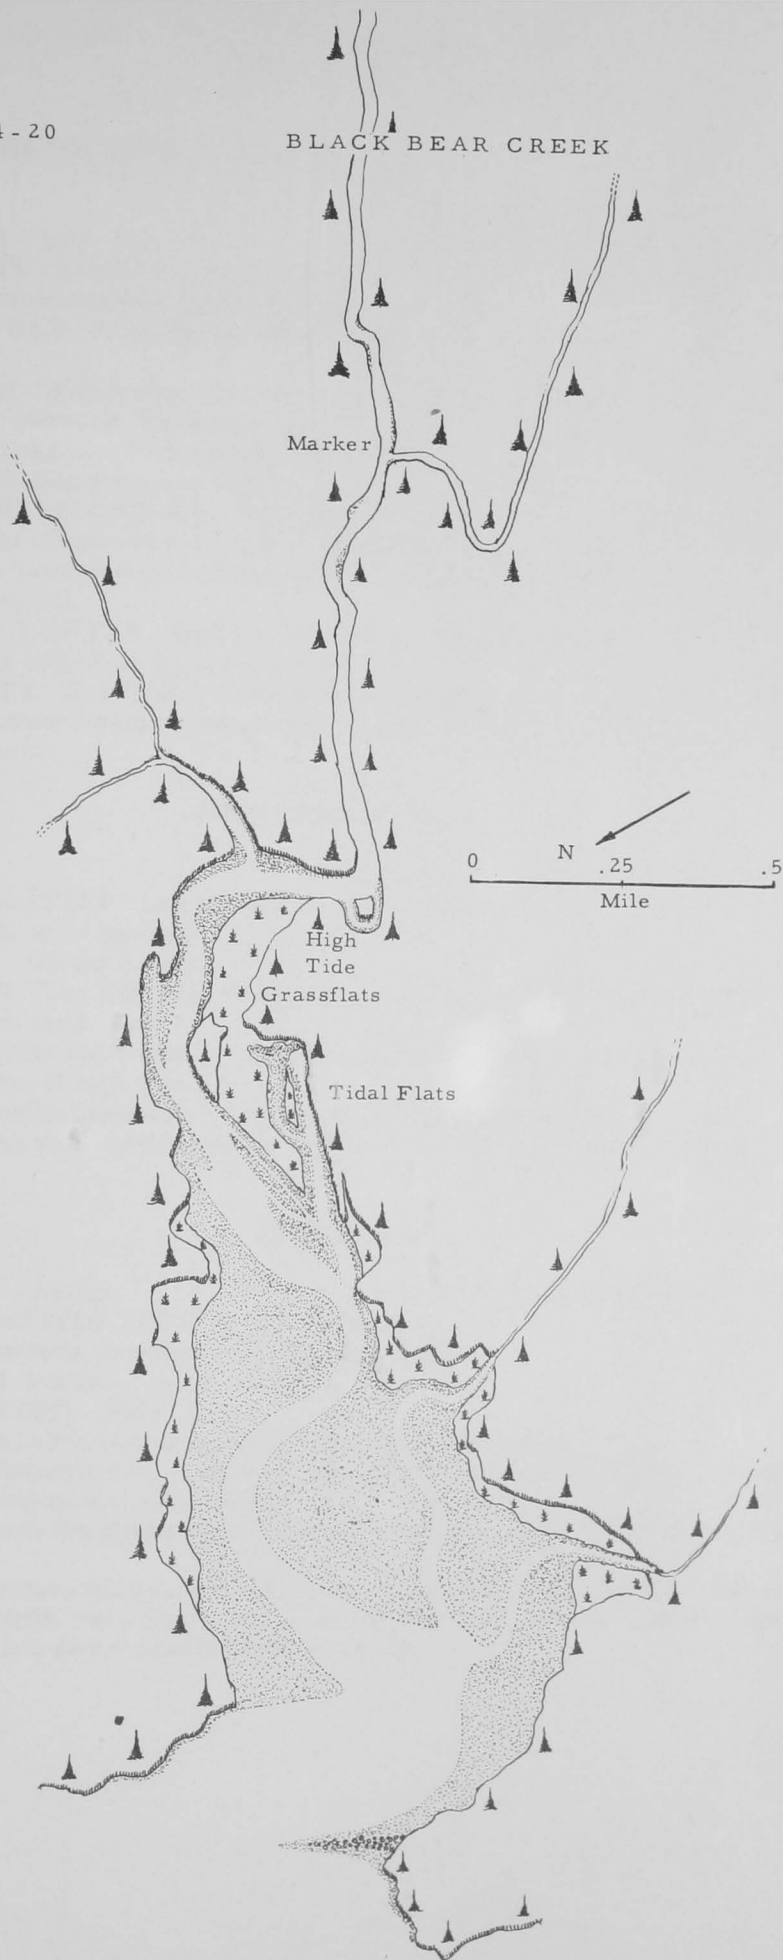 4-20
BLACK BEAR CREEK
Marker
N
0 .25 .5
Mile
High
Tide
Grassflats
Tidal Flats